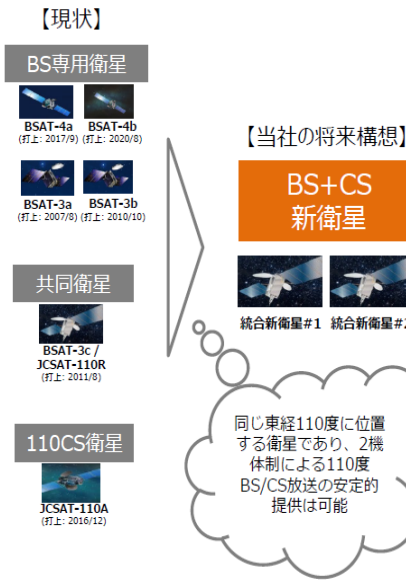 【現状】
BS専用衛星
BSAT-4a BSAT-4b
(打上: 2017/9) (打上: 2020/8)
BSAT-3a BSAT-3b
(打上: 2007/8) (打上: 2010/10)
共同衛星
BSAT-3c /
JCSAT-110R
(打上: 2011/8)
110CS衛星
JCSAT-110A
(打上: 2016/12)
【当社の将来構想】
BS+CS
新衛星
統合新衛星#1 統合新衛星#2
同じ東経110度に位置
する衛星であり、2機
体制による110度
BS/CS放送の安定的
提供は可能